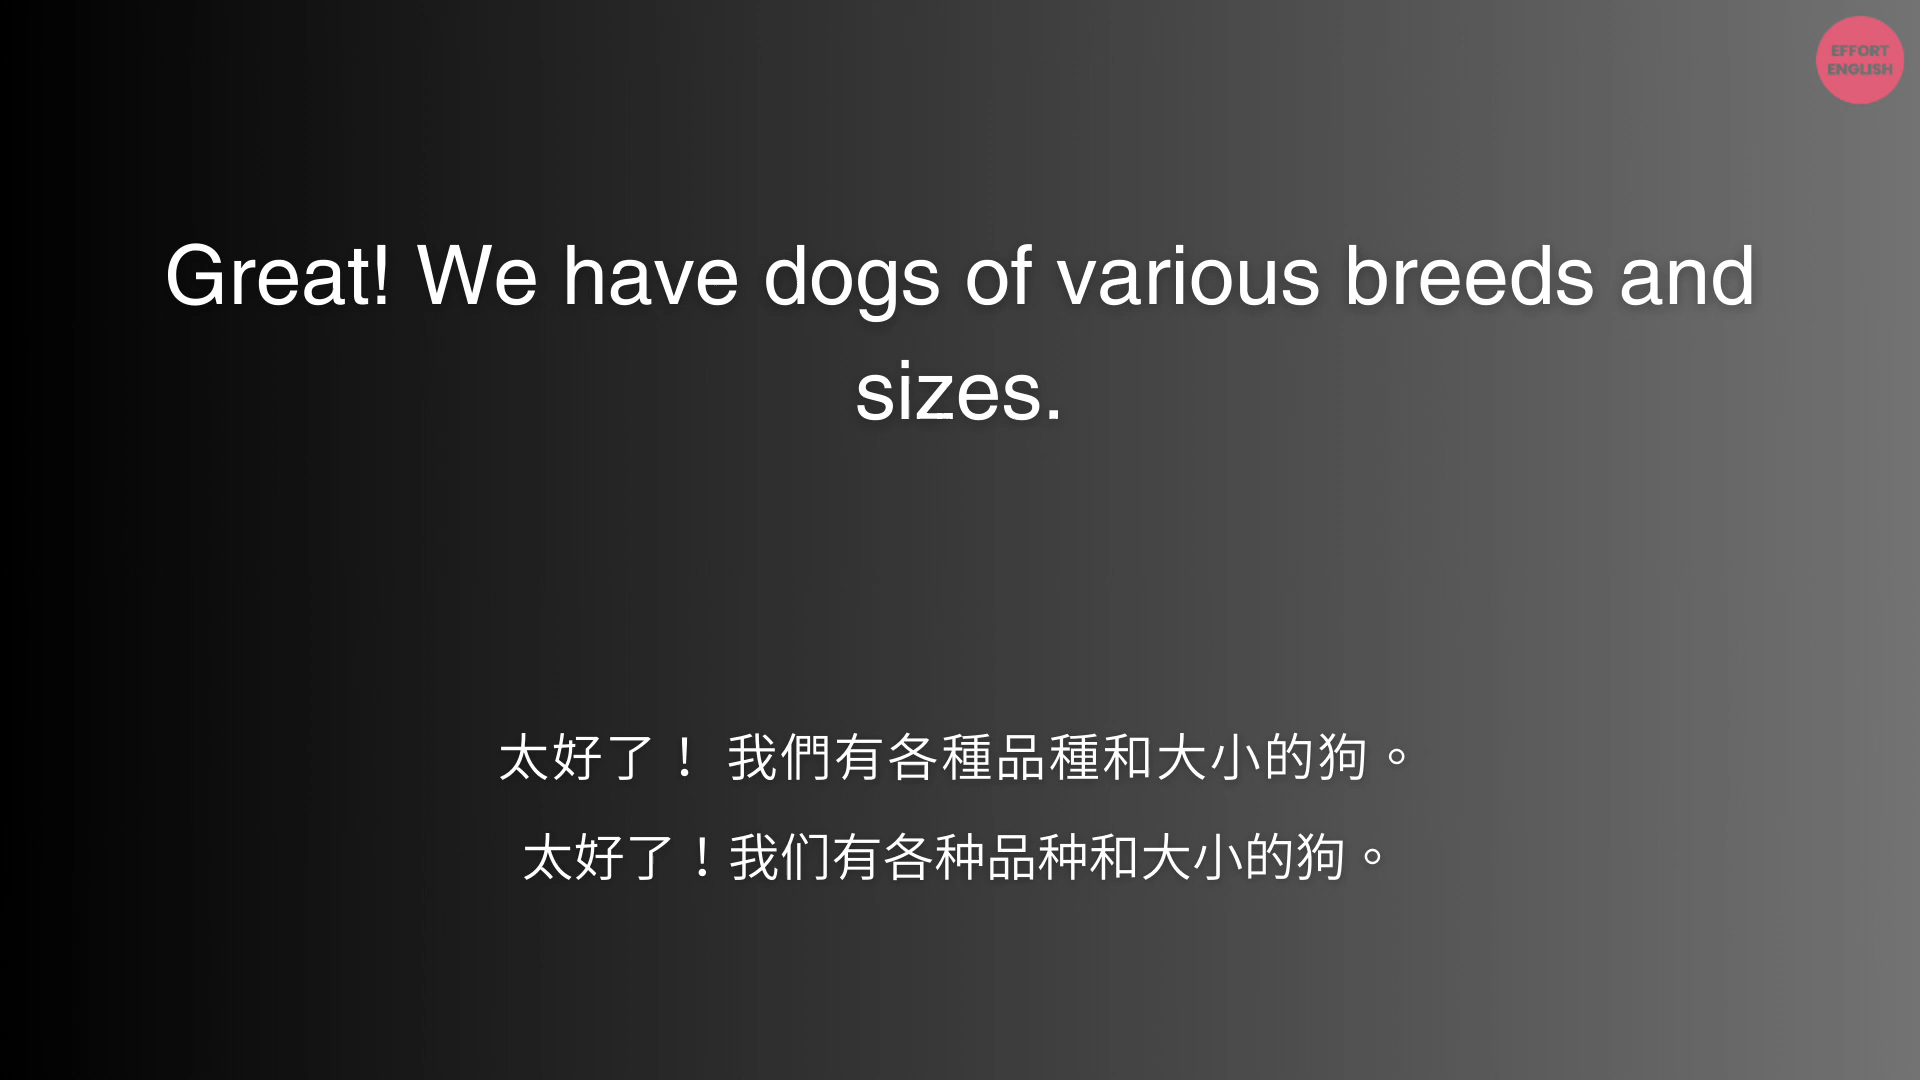 EFFORT
ENGLISH
Great! We have dogs of various breeds and
sizes.
太好了！ 我們有各種品種和大小的狗。
太好了！我们有各种品种和大小的狗。